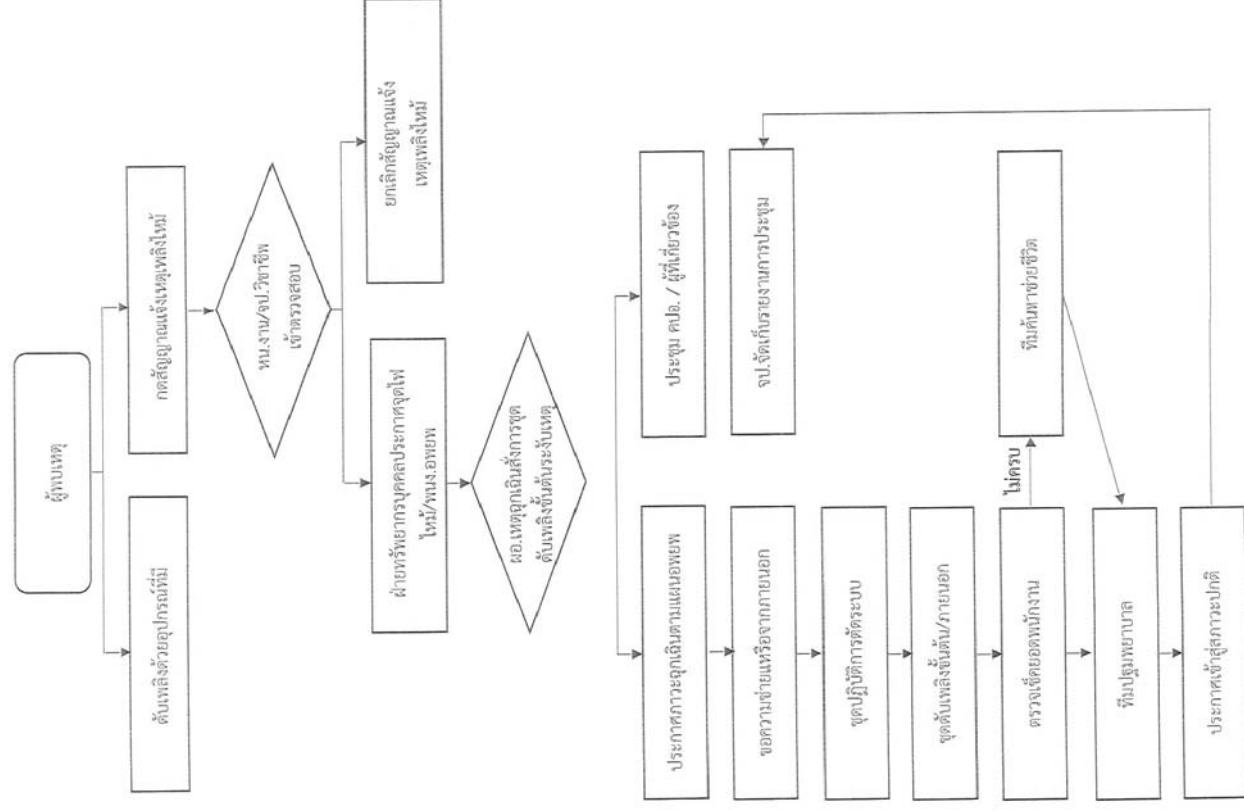 ผู้พบเหตุ
ดับเพลิงด้วยอุปกรณ์ที่มี
กดสัญญาณแจ้งเหตุเพลิงไหม้
หน.งาน/จป.วิชาชีพ
เข้าตรวจสอบ
ฝ่ายทรัพยากรบุคคลประกาศจุดไฟ
ไหม้/พนง.อพยพ
ยกเลิกสัญญาณแจ้ง
เหตุเพลิงไหม้
ผอ.เหตุฉุกเฉินสั่งการชุด
ดับเพลิงขั้นต้นระงับเหตุ
ประกาศภาวะฉุกเฉินตามแผนอพยพ
ประชุม คปอ. / ผู้ที่เกี่ยวข้อง
ขอความช่วยเหลือจากภายนอก
จป.จัดเก็บรายงานการประชุม
ชุดปฏิบัติการตัดระบบ
ชุดดับเพลิงขั้นต้น/ภายนอก
ตรวจเช็คยอดพนักงาน
ไม่ครบ
ทีมค้นหาช่วยชีวิต
ทีมปฐมพยาบาล
ประกาศเข้าสู่สภาวะปกติ